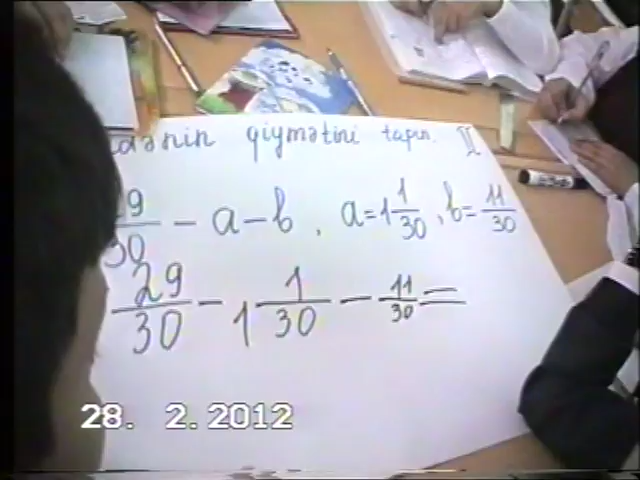 qiymətini tapın. II
29/30 - a - b, a = 1 1/30, b = 11/30
29/30 - 1 1/30 - 11/30 =
28. 2.2012